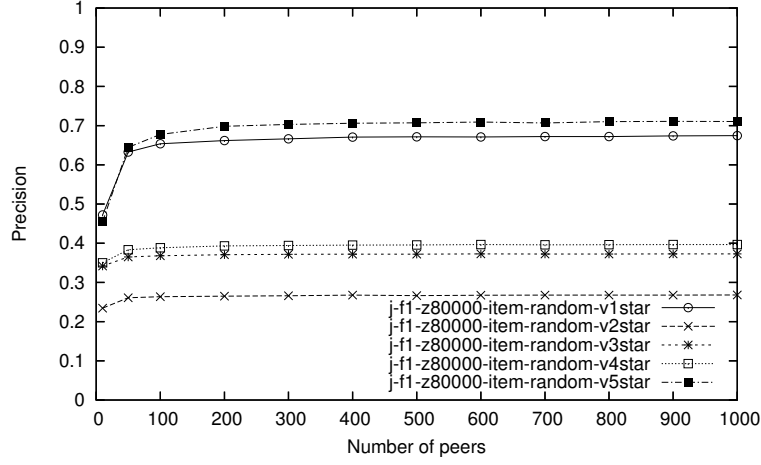 1
0.9
0.8
0.7
0.6
0.5
0.4
0.3
0.2
0.1
0
Precision
j-f1-z80000-item-random-v1star
j-f1-z80000-item-random-v2star
j-f1-z80000-item-random-v3star
j-f1-z80000-item-random-v4star
j-f1-z80000-item-random-v5star
0 100 200 300 400 500 600 700 800 900 1000
Number of peers